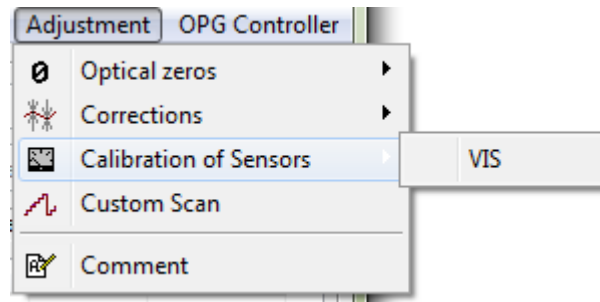 Adjustment OPG Controller
Optical zeros
Corrections
Calibration of Sensors
VIS
Custom Scan
Comment